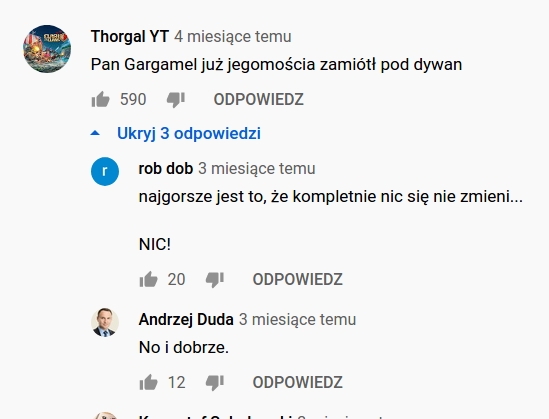 Thorgal YT 4 miesiące temu
Pan Gargamel już jegomościa zamiótł pod dywan
590 ODPOWIEDZ
Ukryj 3 odpowiedzi
r
rob dob 3 miesiące temu
najgorsze jest to, że kompletnie nic się nie zmieni...
NIC!
20 ODPOWIEDZ
Andrzej Duda 3 miesiące temu
No i dobrze.
12 ODPOWIEDZ